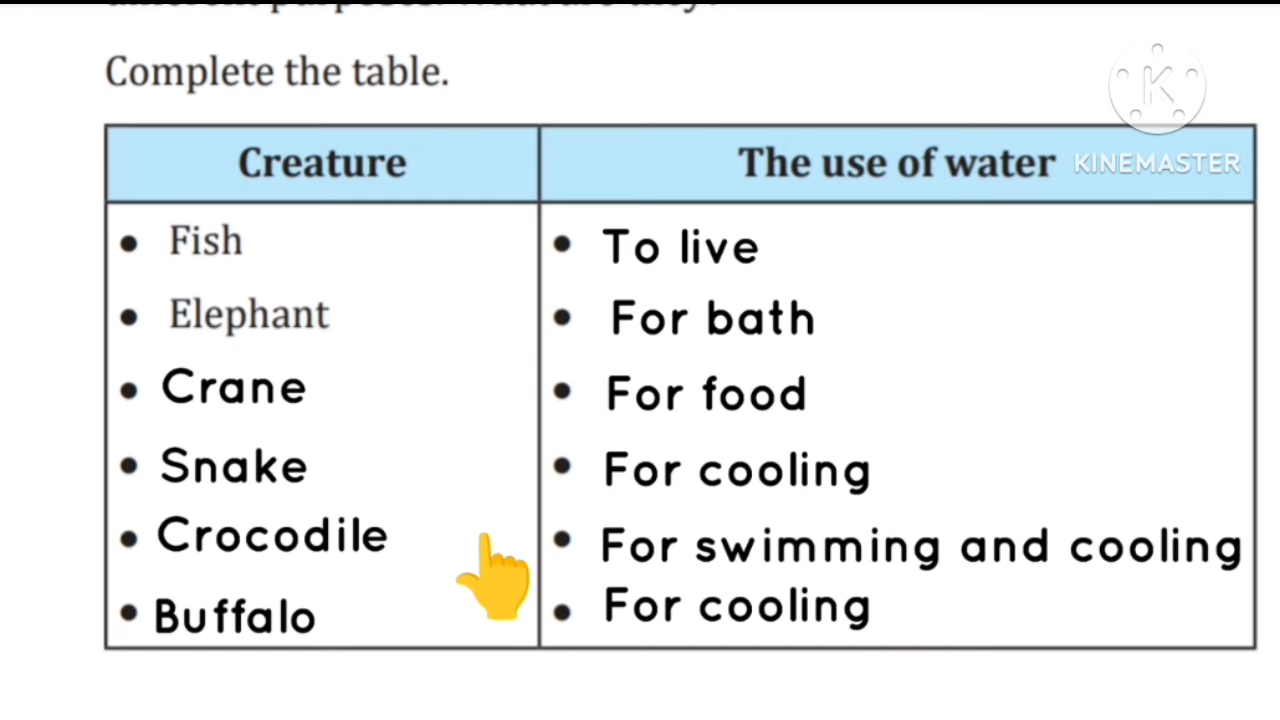 Complete the table.
K
KINEMASTER
Creature The use of water
• Fish • To live
• Elephant • For bath
• Crane • For food
• Snake • For cooling
• Crocodile • For swimming and cooling
• Buffalo • For cooling